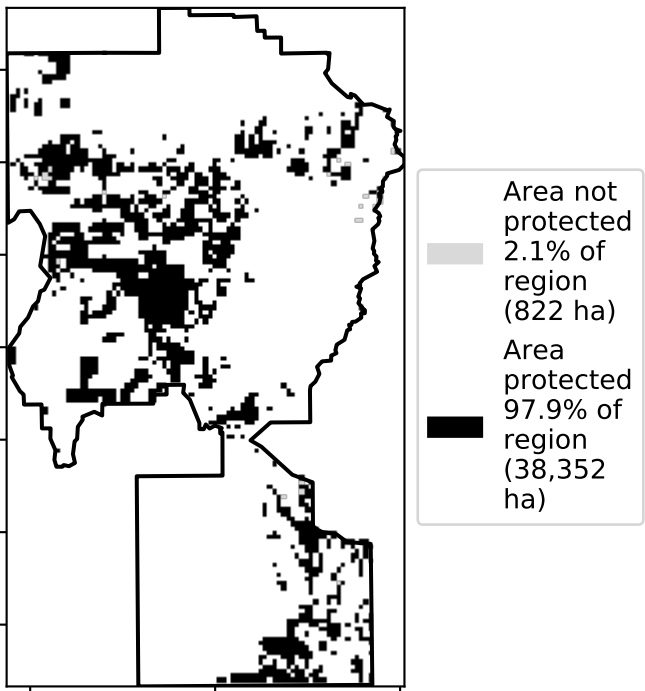 Area not
protected
2.1% of
region
(822 ha)
Area
protected
97.9% of
region
(38,352
ha)